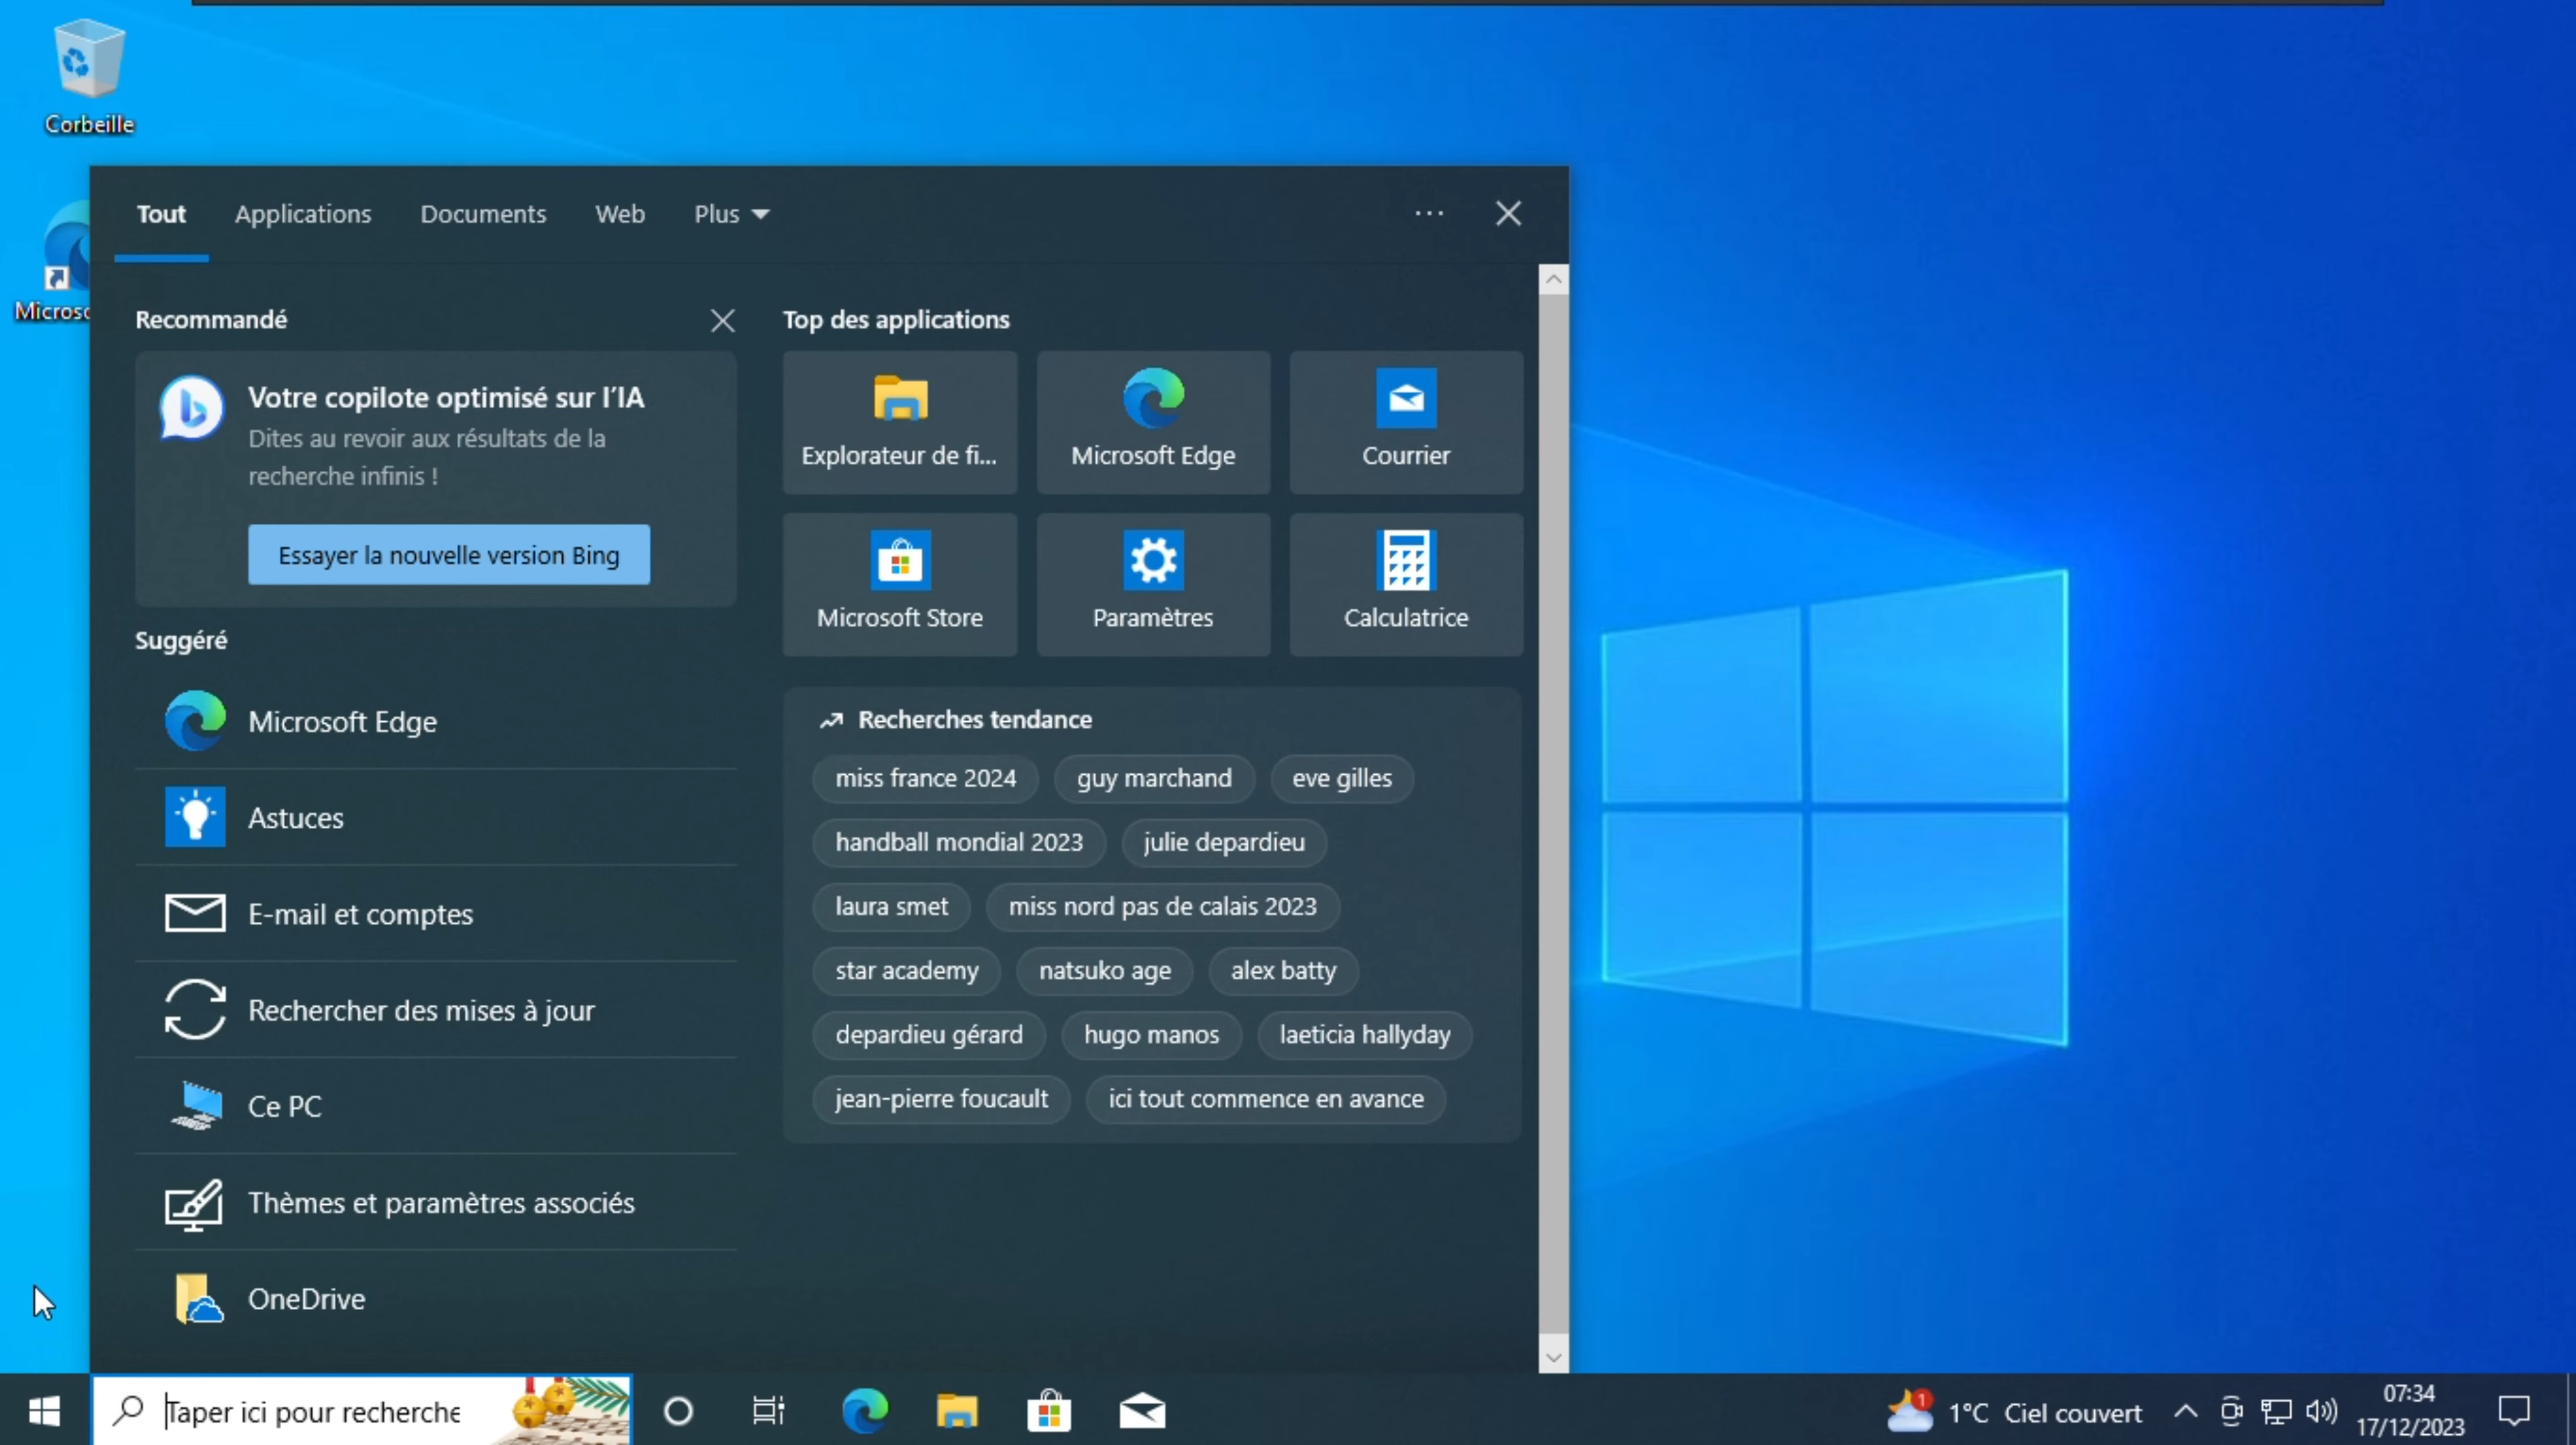 Corbeille
Tout Applications Documents Web Plus
Microso
Recommandé
Votre copilote optimisé sur l’IA
Dites au revoir aux résultats de la
recherche infinis !
Essayer la nouvelle version Bing
Suggéré
Microsoft Edge
Astuces
E-mail et comptes
Rechercher des mises à jour
Ce PC
Thèmes et paramètres associés
OneDrive
Top des applications
Explorateur de fi...
Microsoft Edge
Courrier
Microsoft Store
Paramètres
Calculatrice
Recherches tendance
miss france 2024 guy marchand eve gilles
handball mondial 2023 julie depardieu
laura smet miss nord pas de calais 2023
star academy natsuko age alex batty
depardieu gérard hugo manos laeticia hallyday
jean-pierre foucault ici tout commence en avance
Taper ici pour recherche
1
1°C Ciel couvert
07:34
17/12/2023